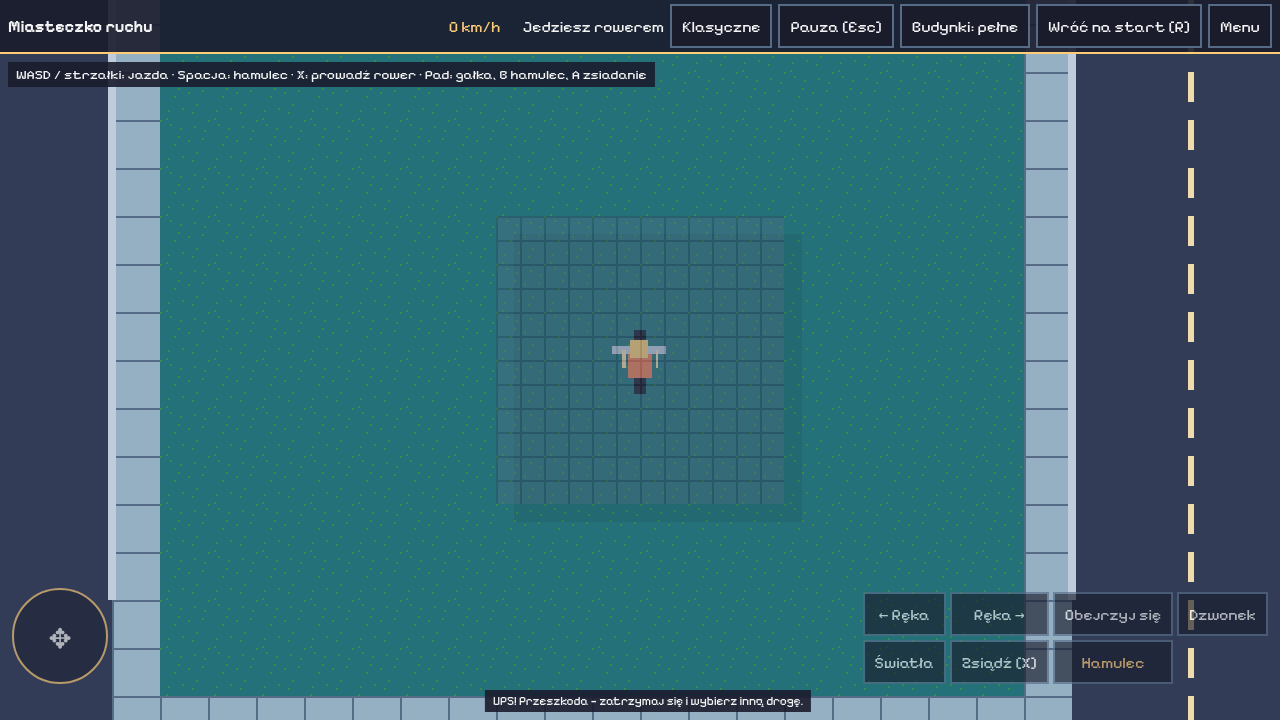 Miasteczko ruchu
0 km/h
Jedziesz rowerem
Klasyczne
Pauza (Esc)
Budynki: pełne
Wróć na start (R)
Menu
WASD / strzałki: jazda · Spacja: hamulec · X: prowadź rower · Pad: gałka, B hamulec, A zsiadanie
← Ręka
Ręka →
Obejrzyj się
Dzwonek
Światła
Zsiądź (X)
Hamulec
UPS! Przeszkoda – zatrzymaj się i wybierz inną drogę.